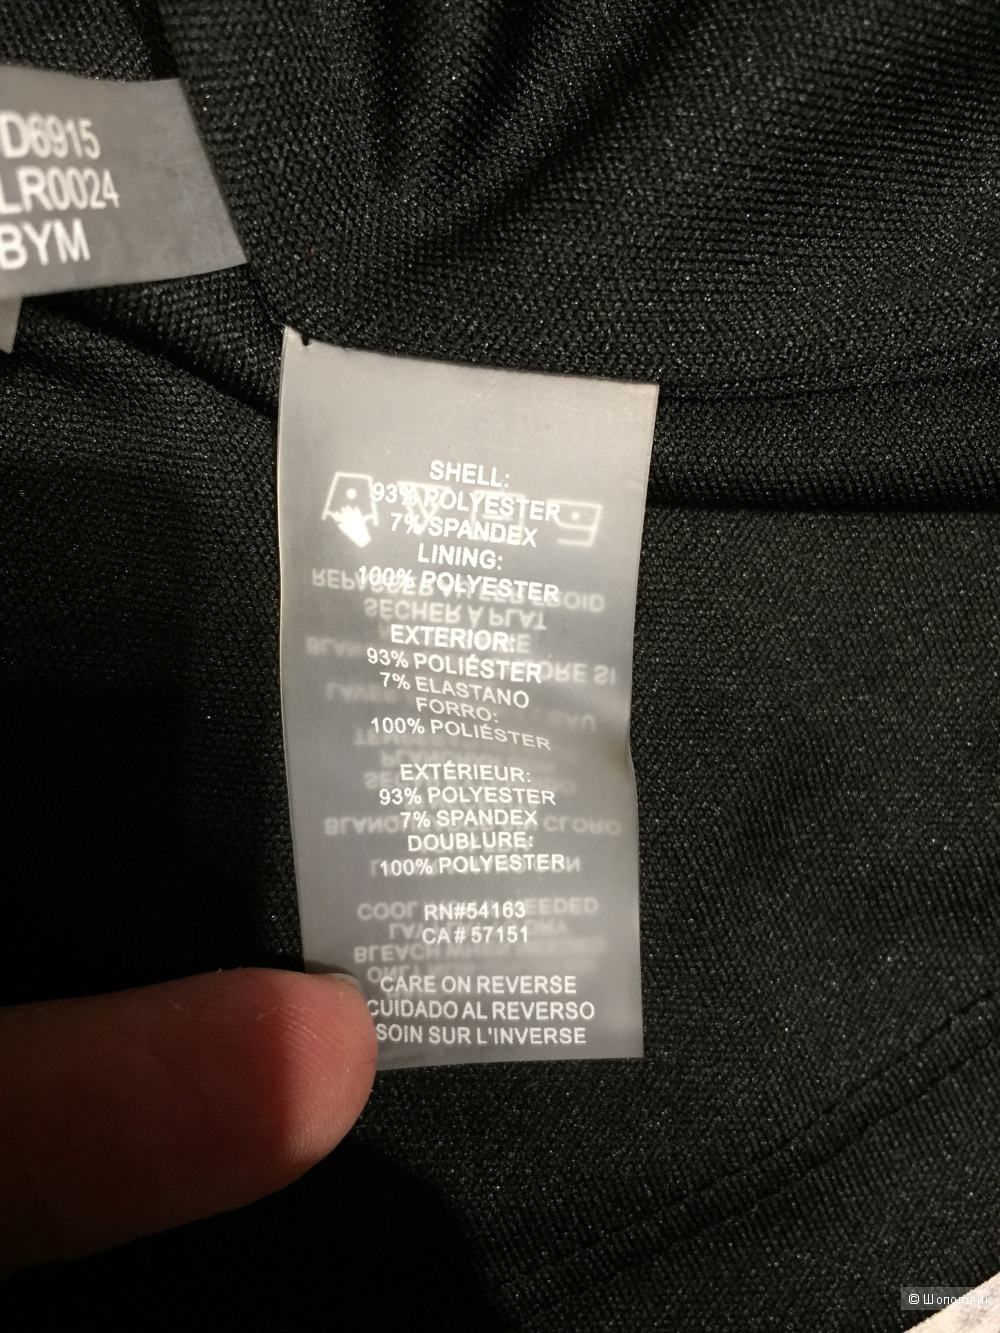 D6915
LR0024
BYM
SHELL:
93% POLYESTER
7% SPANDEX
LINING:
100% POLYESTER
EXTERIOR:
93% POLIÉSTER
7% ELASTANO
FORRO:
100% POLIÉSTER
EXTÉRIEUR:
93% POLYESTER
7% SPANDEX
DOUBLURE:
100% POLYESTER
RN#54163
CA # 57151
CARE ON REVERSE
CUIDADO AL REVERSO
SOIN SUR L'INVERSE
© Шопоголик